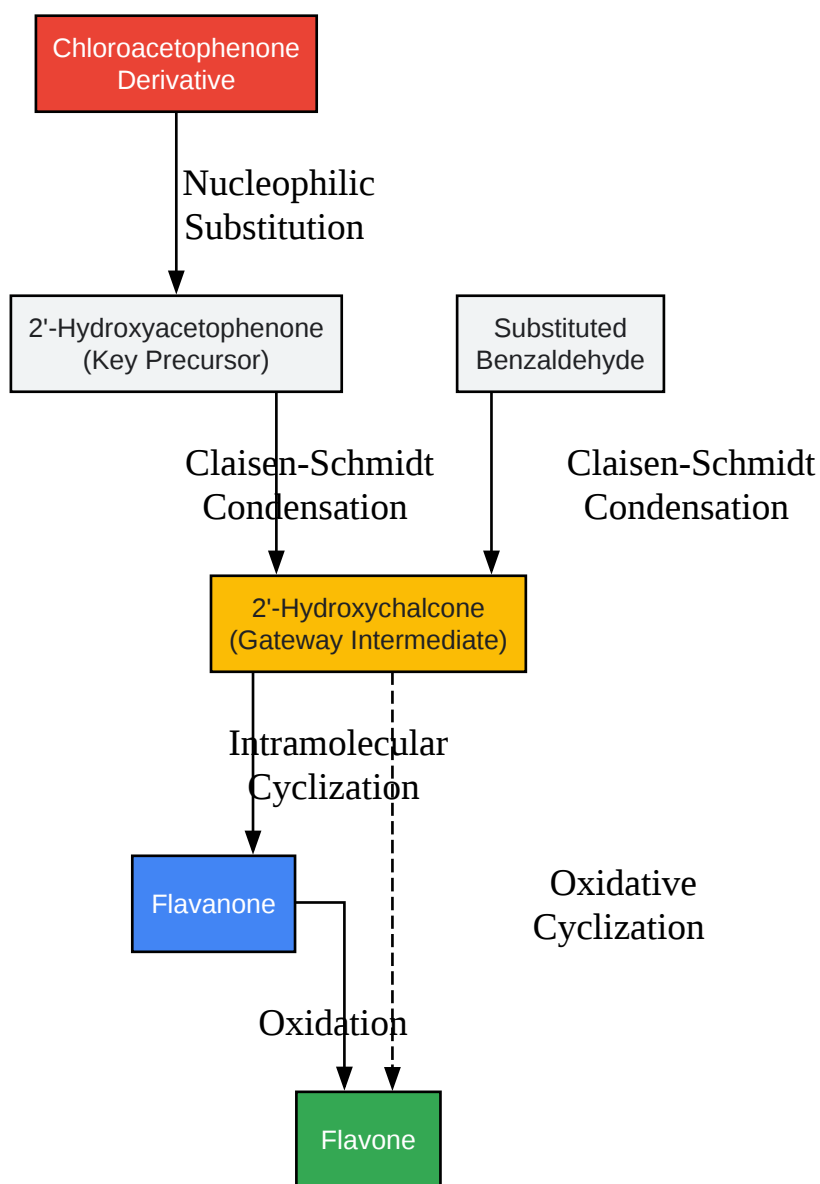 Chloroacetophenone
Derivative
Nucleophilic
Substitution
2'-Hydroxyacetophenone
(Key Precursor)
Substituted
Benzaldehyde
Claisen-Schmidt
Condensation
Claisen-Schmidt
Condensation
2'-Hydroxychalcone
(Gateway Intermediate)
Intramolecular
Cyclization
Flavanone
Oxidative
Cyclization
Oxidation
Flavone